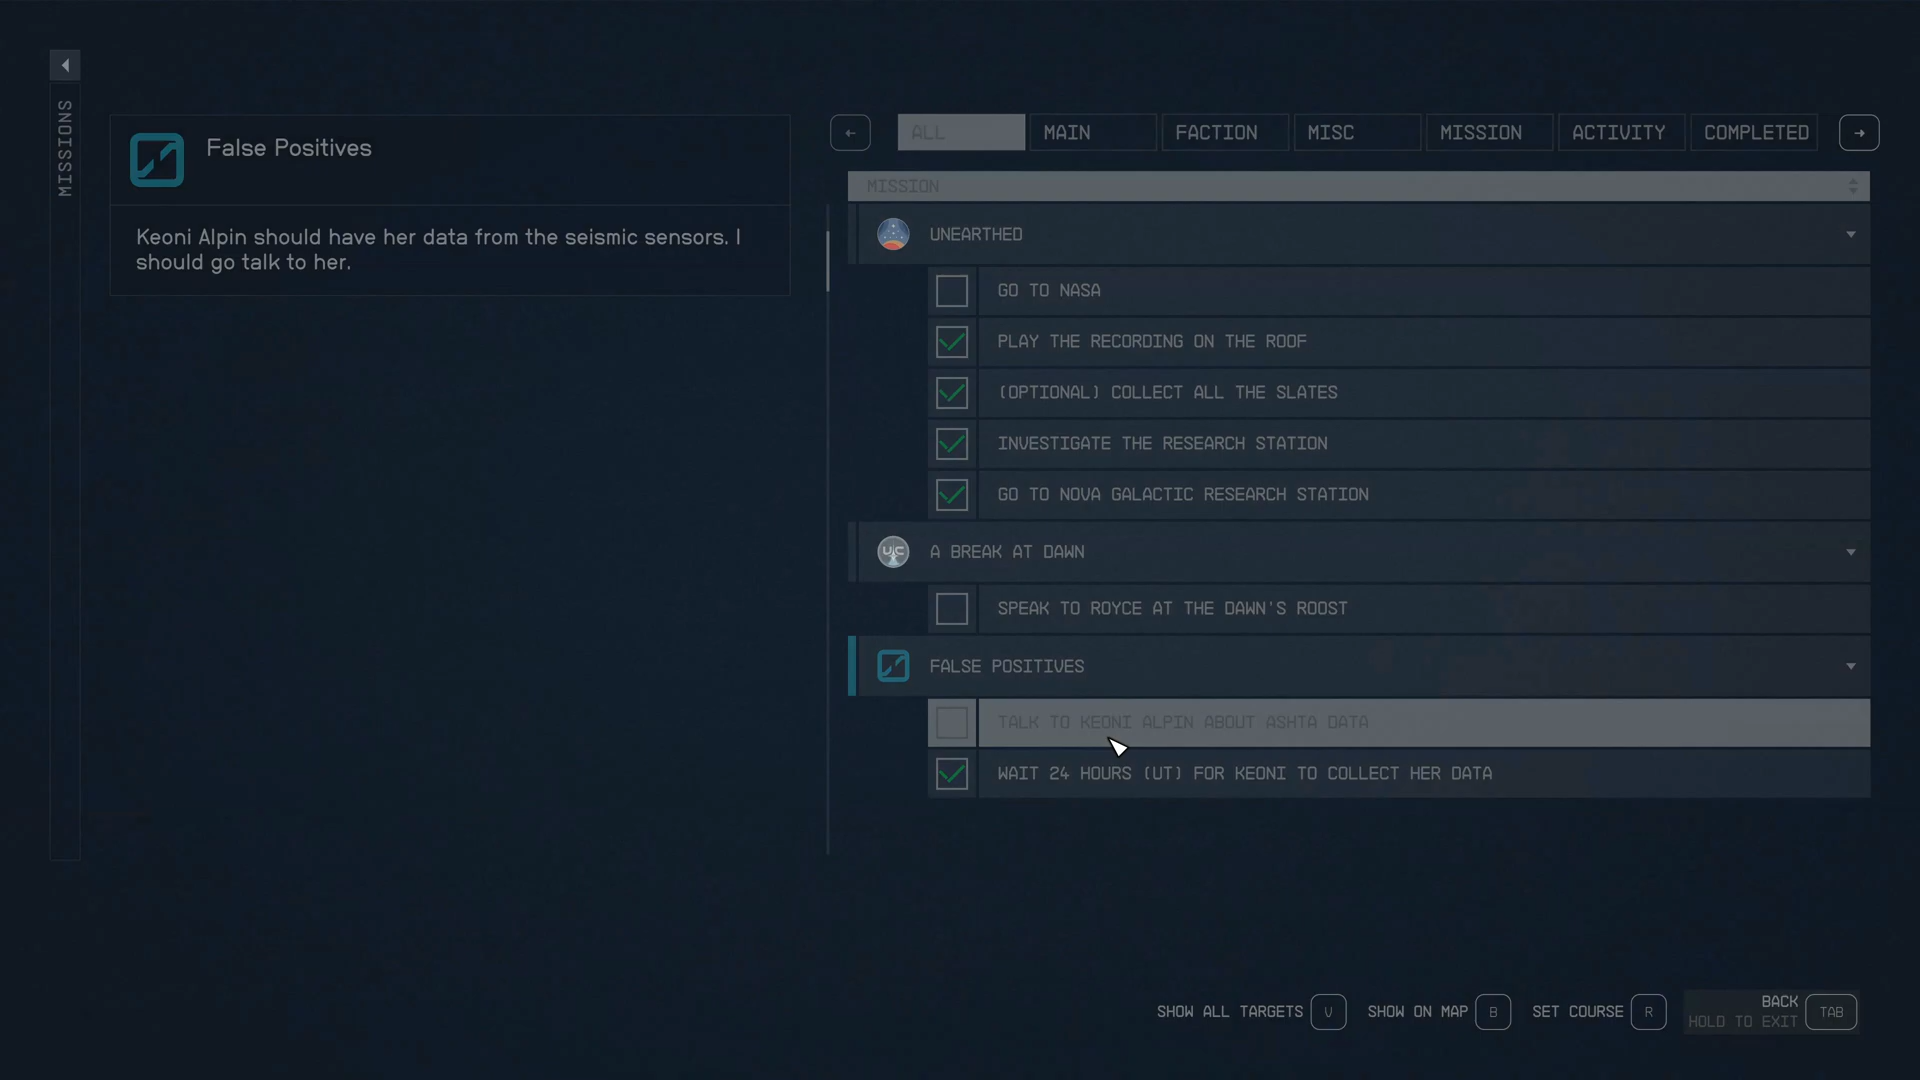 MISSIONS
False Positives
Keoni Alpin should have her data from the seismic sensors. I
should go talk to her.
ALL
MAIN
FACTION
MISC
MISSION
ACTIVITY
COMPLETED
MISSION
UNEARTHED
GO TO NASA
PLAY THE RECORDING ON THE ROOF
(OPTIONAL) COLLECT ALL THE SLATES
INVESTIGATE THE RESEARCH STATION
GO TO NOVA GALACTIC RESEARCH STATION
UC
A BREAK AT DAWN
SPEAK TO ROYCE AT THE DAWN'S ROOST
FALSE POSITIVES
TALK TO KEONI ALPIN ABOUT ASHTA DATA
WAIT 24 HOURS (UT) FOR KEONI TO COLLECT HER DATA
SHOW ALL TARGETS V
SHOW ON MAP B
SET COURSE R
BACK
HOLD TO EXIT
TAB